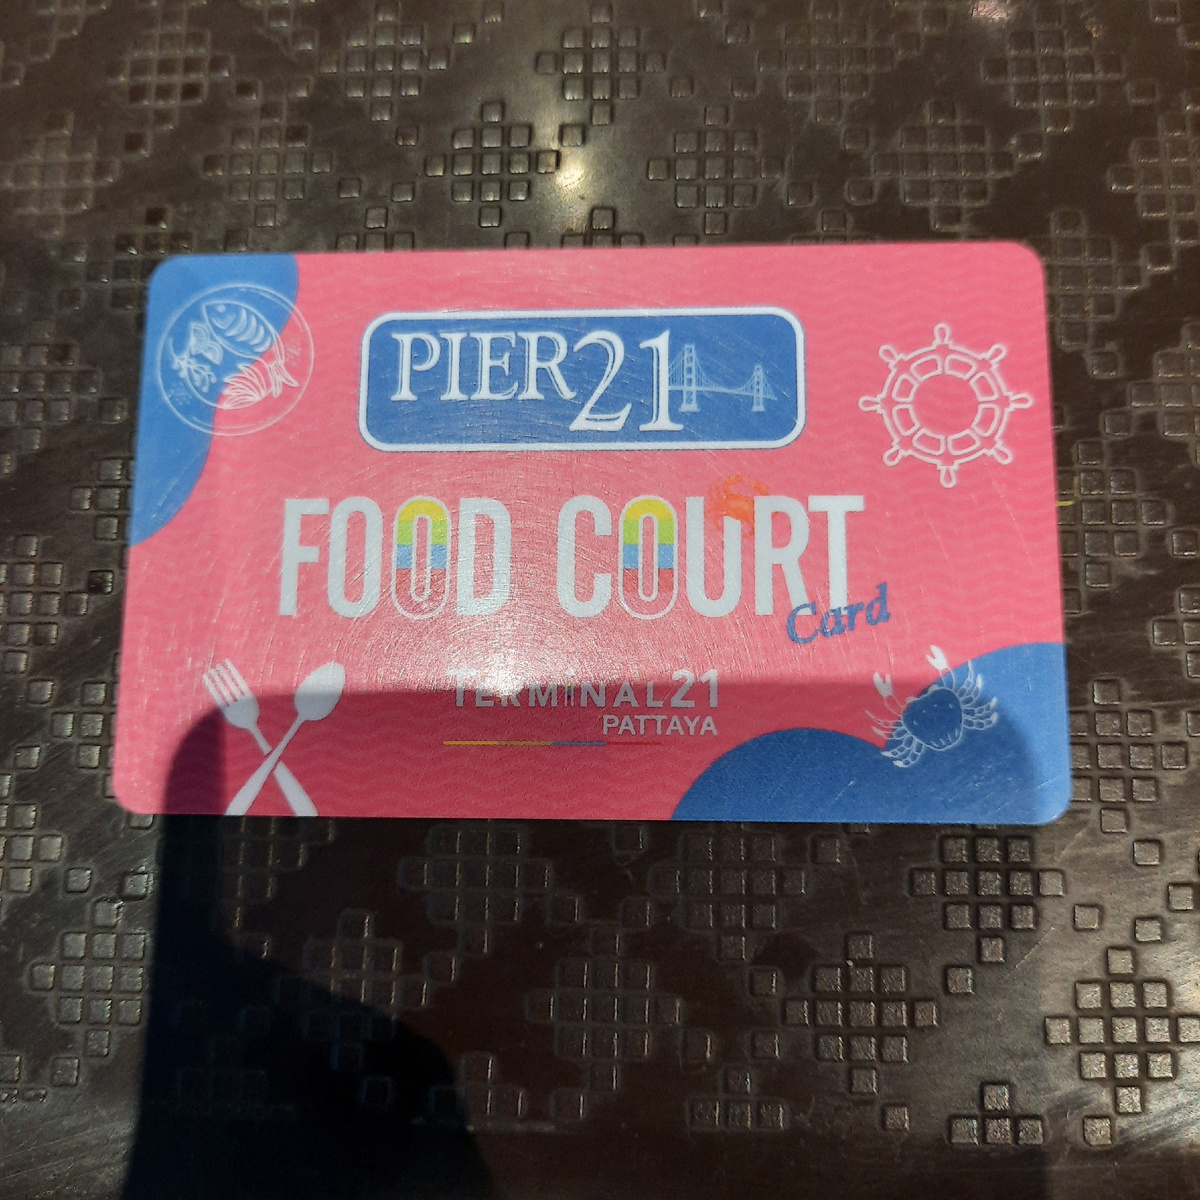 PIER21
FOOD COURT
Card
TERMINAL21
PATTAYA